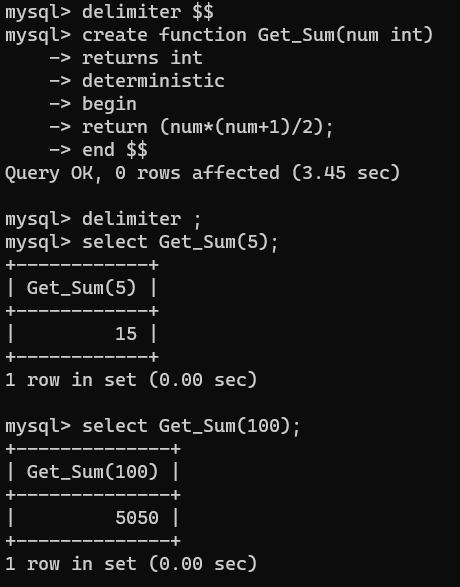 mysql> delimiter $$
mysql> create function Get_Sum(num int)
    -> returns int
    -> deterministic
    -> begin
    -> return (num*(num+1)/2);
    -> end $$
Query OK, 0 rows affected (3.45 sec)

mysql> delimiter ;
mysql> select Get_Sum(5);
+------------+
| Get_Sum(5) |
+------------+
|         15 |
+------------+
1 row in set (0.00 sec)

mysql> select Get_Sum(100);
+--------------+
| Get_Sum(100) |
+--------------+
|         5050 |
+--------------+
1 row in set (0.00 sec)